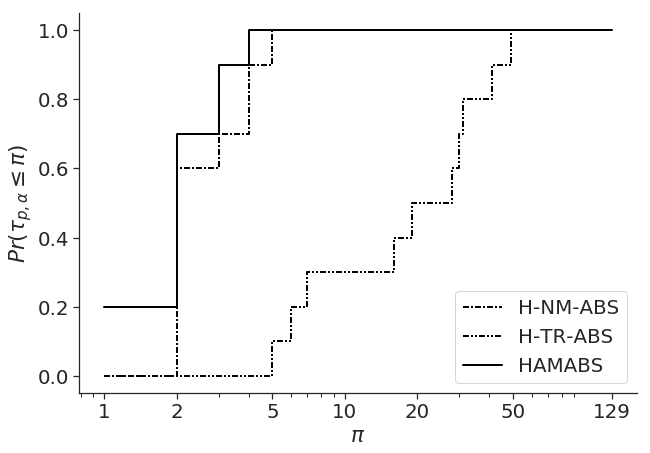 1.0
0.8
0.6
0.4
0.2
0.0
Pr(τp,α ≤ π)
1 2 5 10 20 50 129
π
H-NM-ABS
H-TR-ABS
HAMABS